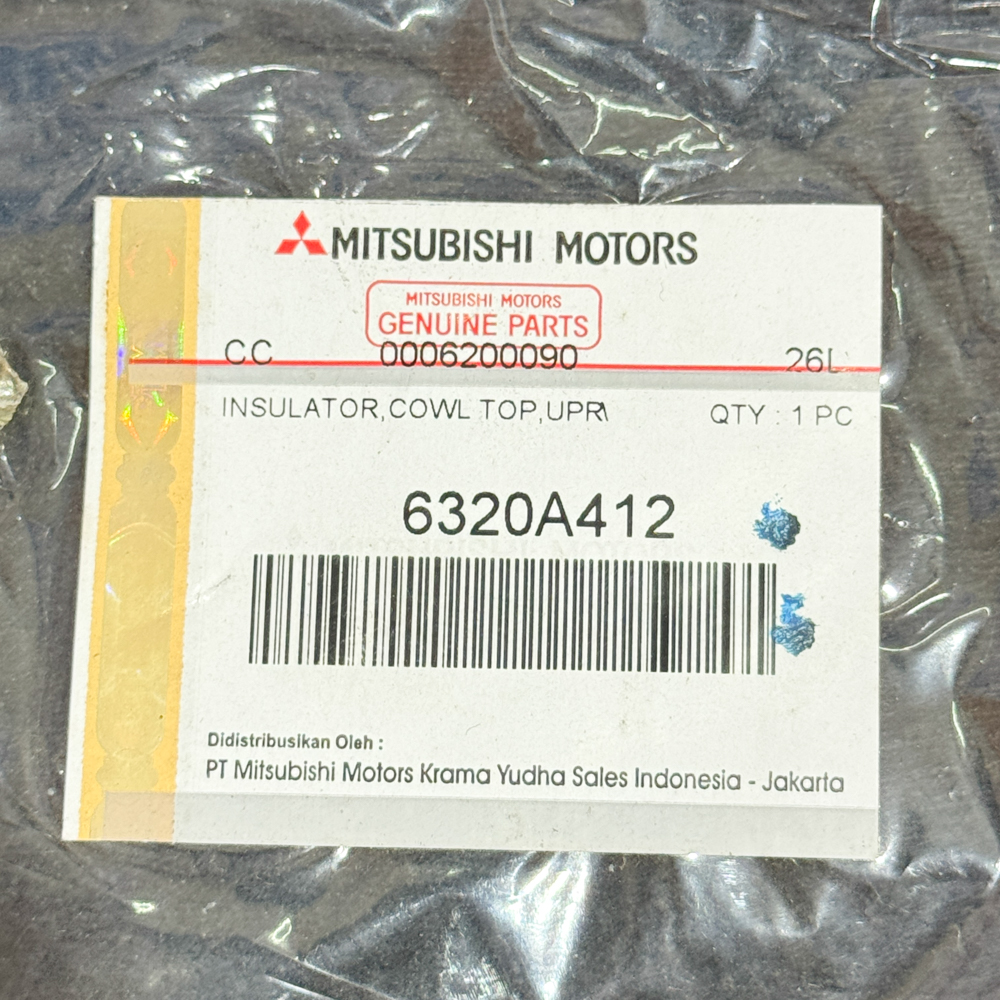 MITSUBISHI MOTORS
MITSUBISHI MOTORS
GENUINE PARTS
CC 0006200090 26L
INSULATOR,COWL TOP,UPR
QTY : 1 PC
6320A412
Didistribusikan Oleh :
PT Mitsubishi Motors Krama Yudha Sales Indonesia - Jakarta